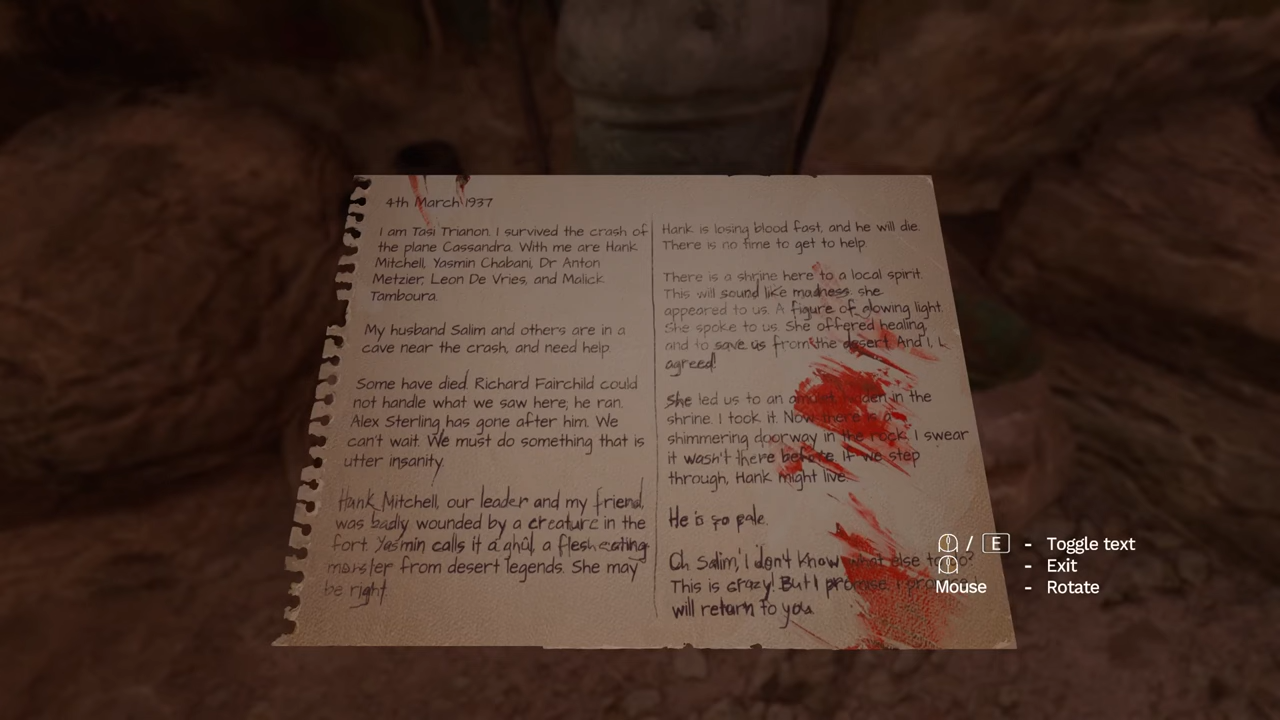 4th March 1937
I am Tasi Trianon. I survived the crash of
the plane Cassandra. With me are Hank
Mitchell, Yasmin Chabani, Dr Anton
Metzier, Leon De Vries, and Malick
Tamboura.
My husband Salim and others are in a
cave near the crash, and need help.
Some have died. Richard Fairchild could
not handle what we saw here; he ran.
Alex Sterling has gone after him. We
can't wait. We must do something that is
utter insanity.
Hank Mitchell, our leader and my friend,
was badly wounded by a creature in the
fort. Yasmin calls it a ghūl, a flesh-eating
monster from desert legends. She may
be right.
Hank is losing blood fast, and he will die.
There is no time to get to help.
There is a shrine here to a local spirit.
This will sound like madness. she
appeared to us. A figure of glowing light.
She spoke to us. She offered healing,
and to save us from the desert. And I, I...
agreed!
She led us to an amulet, hidden in the
shrine. I took it. Now there is a
shimmering doorway in the rock. I swear
it wasn't there before. If we step
through, Hank might live.
He is so pale.
Oh Salim, I don't know what else to do?
This is crazy! But I promise, I promise I
will return to you.
/ E - Toggle text
- Exit
Mouse - Rotate